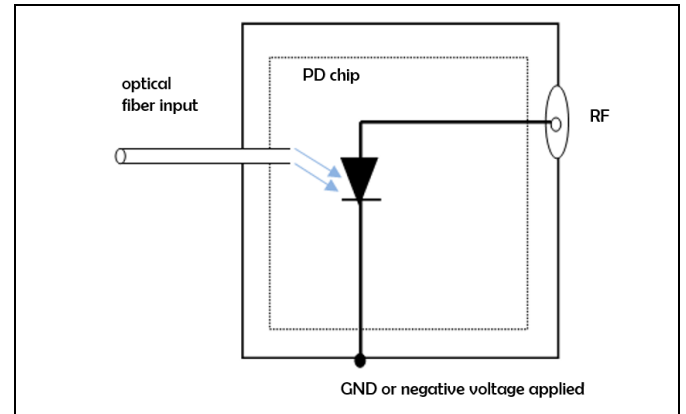 PD chip
optical
fiber input
RF
GND or negative voltage applied